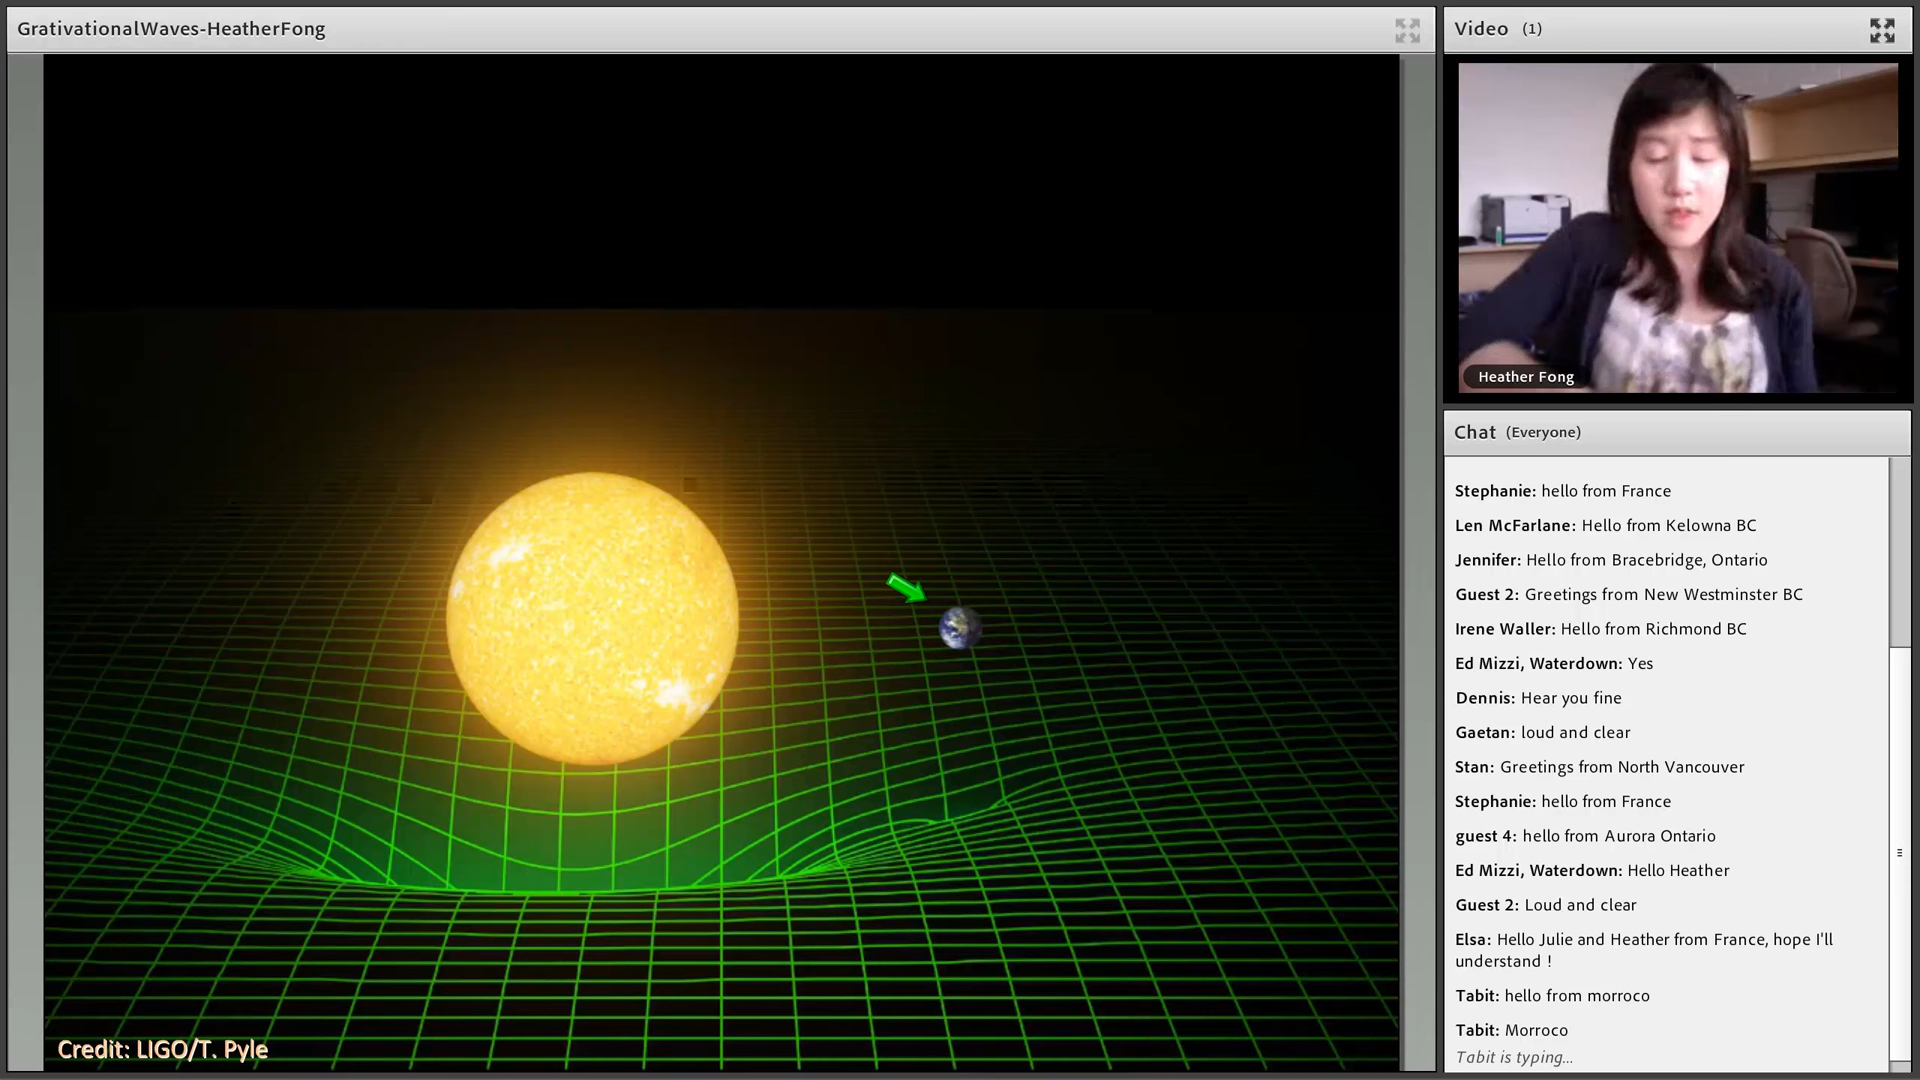 GrativationalWaves-HeatherFong
Credit: LIGO/T. Pyle
Video (1)
Heather Fong
Chat (Everyone)
Stephanie: hello from France
Len McFarlane: Hello from Kelowna BC
Jennifer: Hello from Bracebridge, Ontario
Guest 2: Greetings from New Westminster BC
Irene Waller: Hello from Richmond BC
Ed Mizzi, Waterdown: Yes
Dennis: Hear you fine
Gaetan: loud and clear
Stan: Greetings from North Vancouver
Stephanie: hello from France
guest 4: hello from Aurora Ontario
Ed Mizzi, Waterdown: Hello Heather
Guest 2: Loud and clear
Elsa: Hello Julie and Heather from France, hope I'll
understand !
Tabit: hello from morroco
Tabit: Morroco
Tabit is typing...